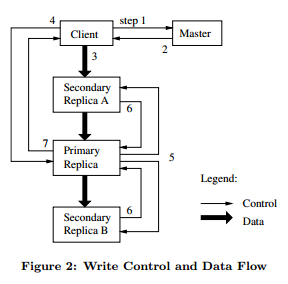 4
step 1
Client
Master
2
3
Secondary
Replica A
6
7
Primary
Replica
5
Legend:
Control
Data
6
Secondary
Replica B
Figure 2: Write Control and Data Flow